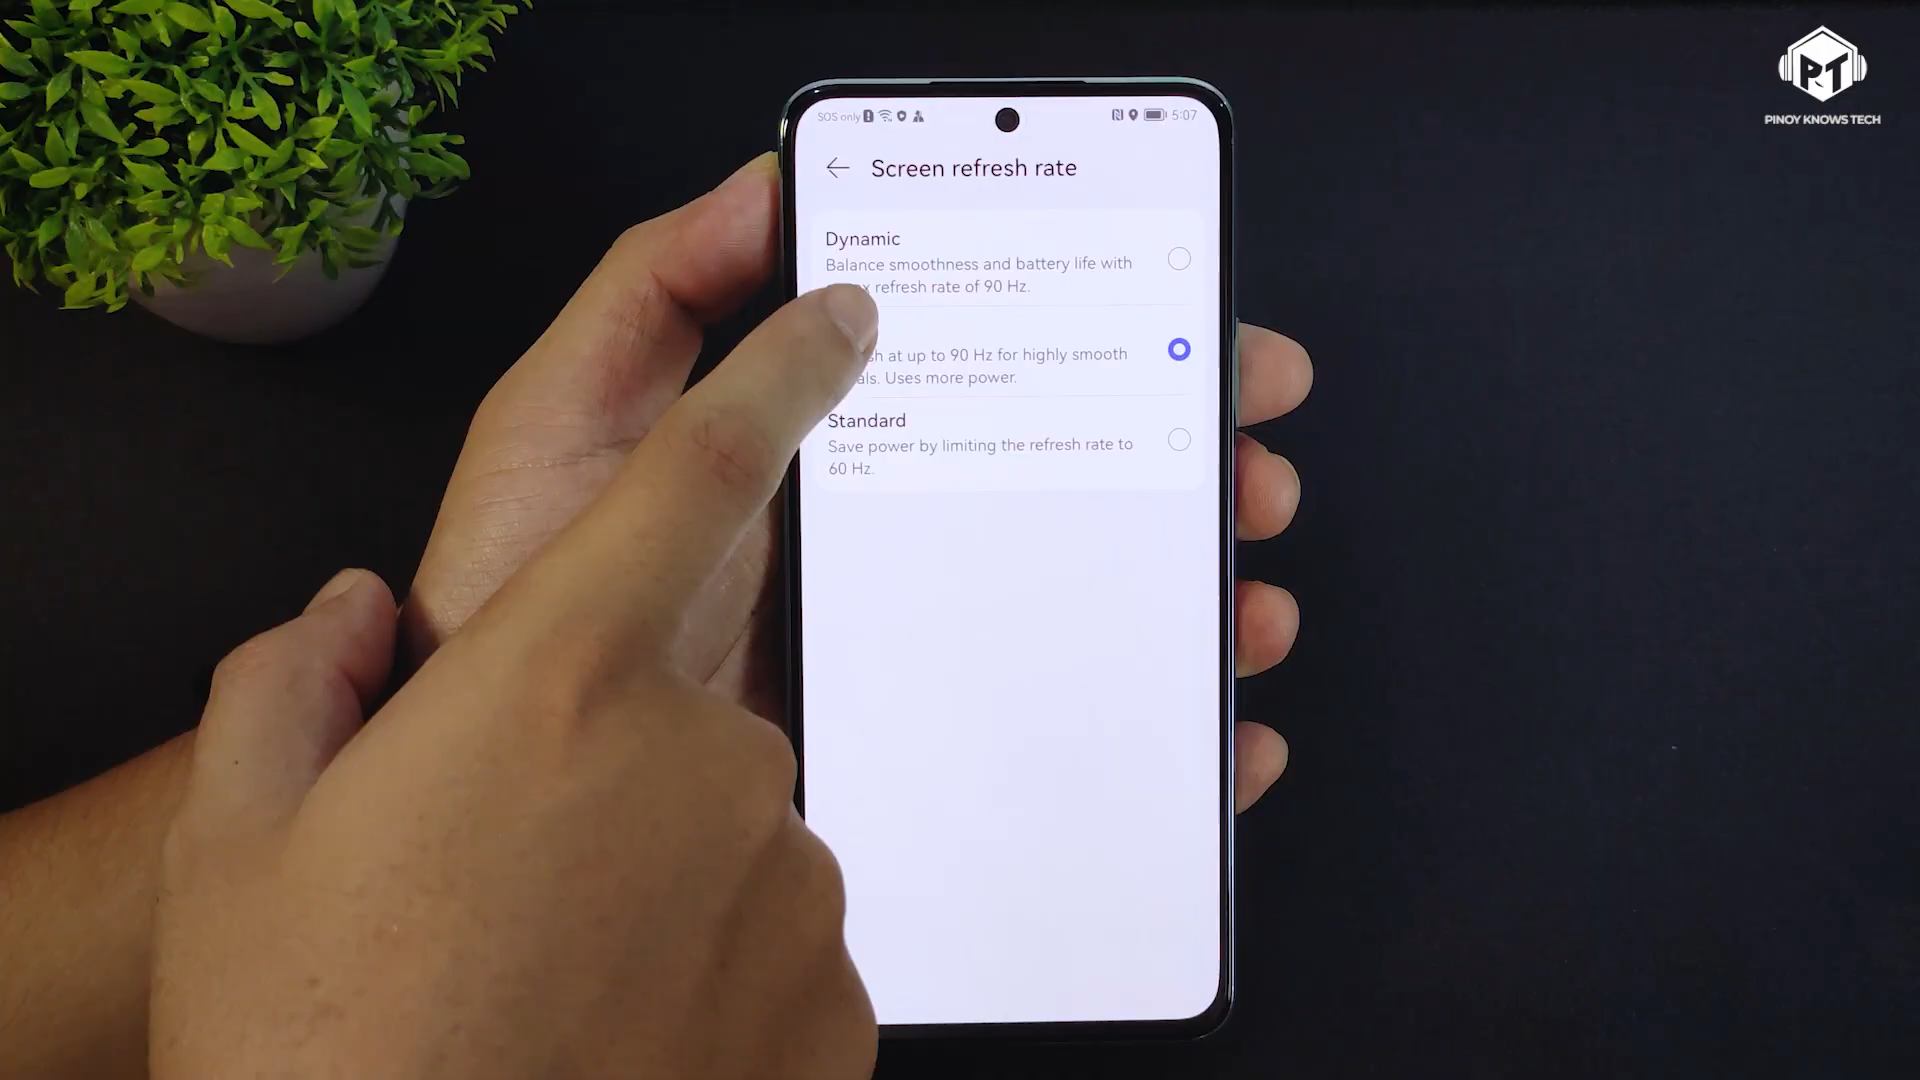 PKT
PINOY KNOWS TECH
SOS only
5:07
Screen refresh rate
Dynamic
Balance smoothness and battery life with
refresh rate of 90 Hz.
at up to 90 Hz for highly smooth
Uses more power.
Standard
Save power by limiting the refresh rate to
60 Hz.